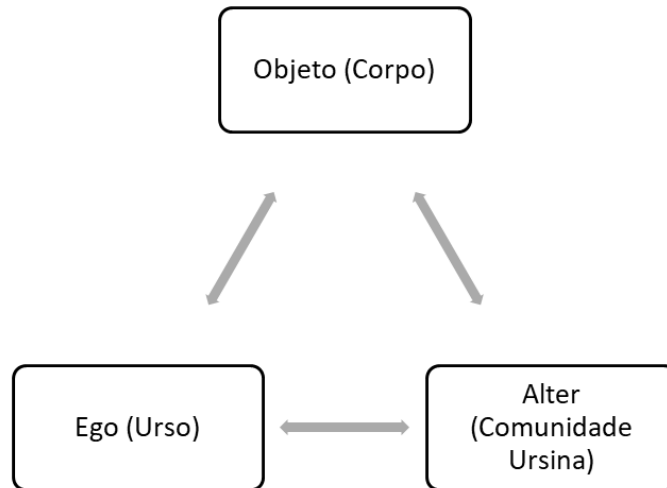 Objeto (Corpo)
Ego (Urso)
Alter
(Comunidade
Ursina)